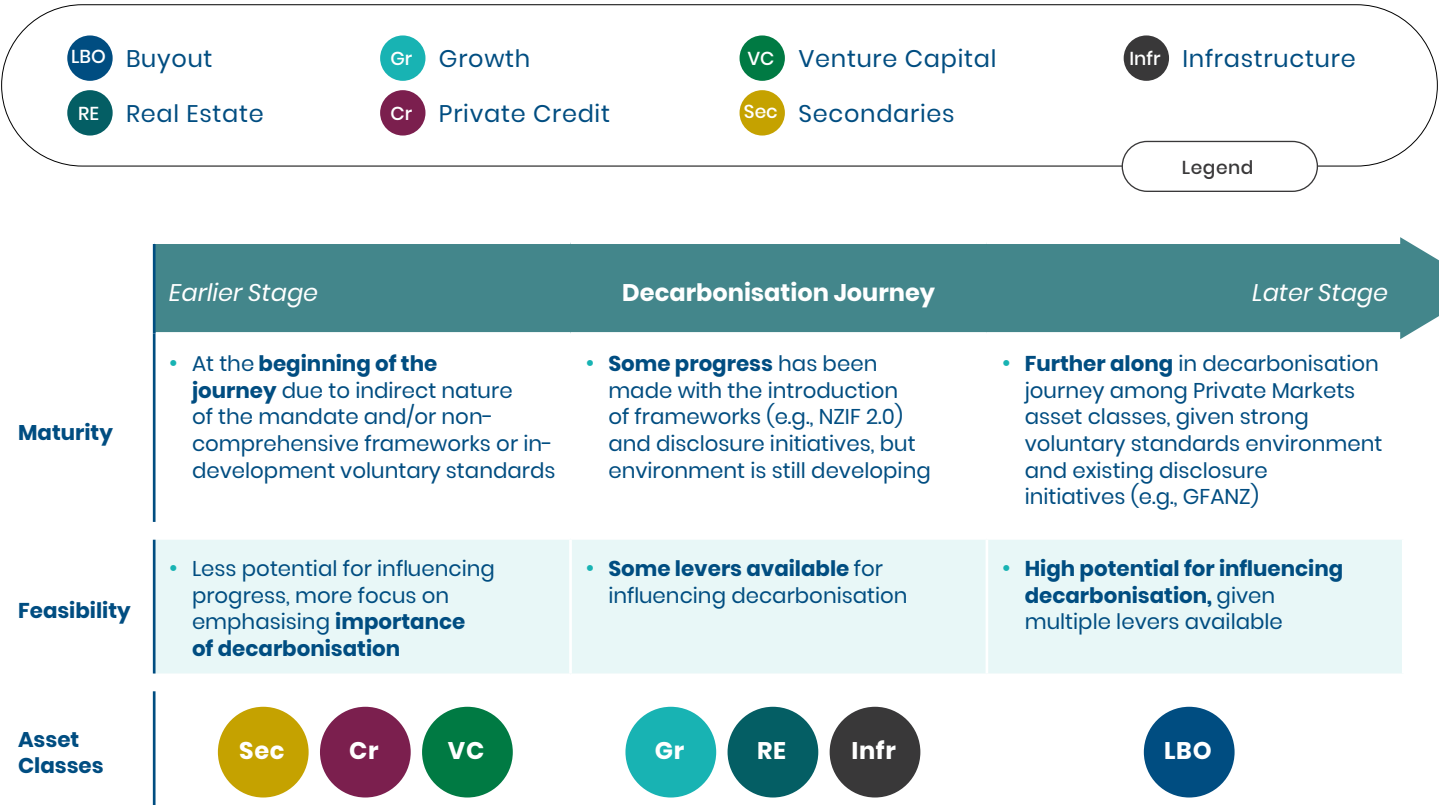 LBO Buyout
Gr Growth
VC Venture Capital
Infr Infrastructure
RE Real Estate
Cr Private Credit
Sec Secondaries
Legend
Earlier Stage
Decarbonisation Journey
Later Stage
Maturity
• At the beginning of the
journey due to indirect nature
of the mandate and/or non-
comprehensive frameworks or in-
development voluntary standards
• Some progress has been
made with the introduction
of frameworks (e.g., NZIF 2.0)
and disclosure initiatives, but
environment is still developing
• Further along in decarbonisation
journey among Private Markets
asset classes, given strong
voluntary standards environment
and existing disclosure
initiatives (e.g., GFANZ)
Feasibility
• Less potential for influencing
progress, more focus on
emphasising importance
of decarbonisation
• Some levers available for
influencing decarbonisation
• High potential for influencing
decarbonisation, given
multiple levers available
Asset
Classes
Sec
Cr
VC
Gr
RE
Infr
LBO